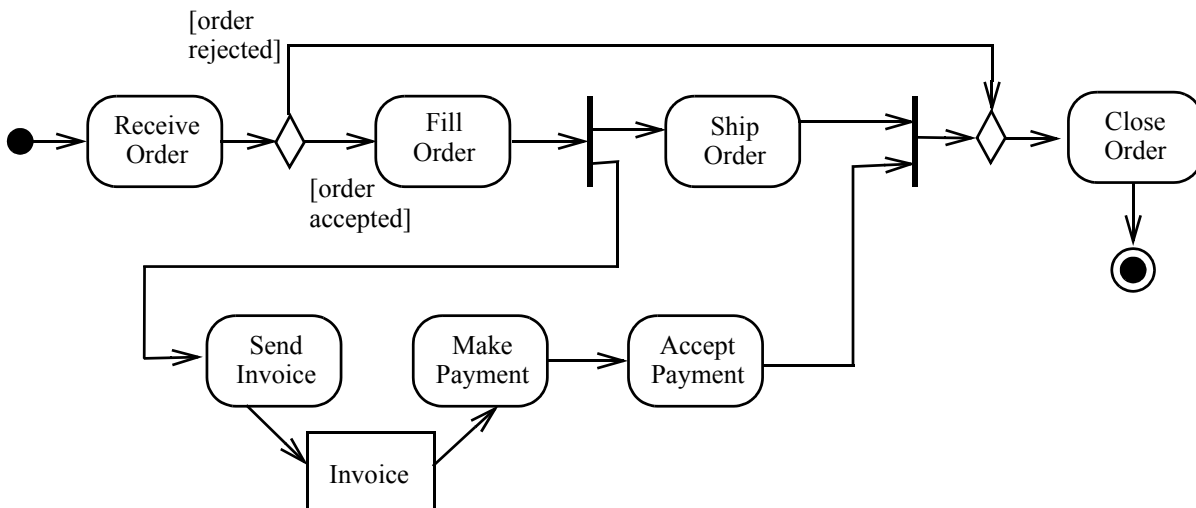 [order
rejected]
Receive
Order
Fill
Order
Ship
Order
Close
Order
[order
accepted]
Send
Invoice
Make
Payment
Accept
Payment
Invoice